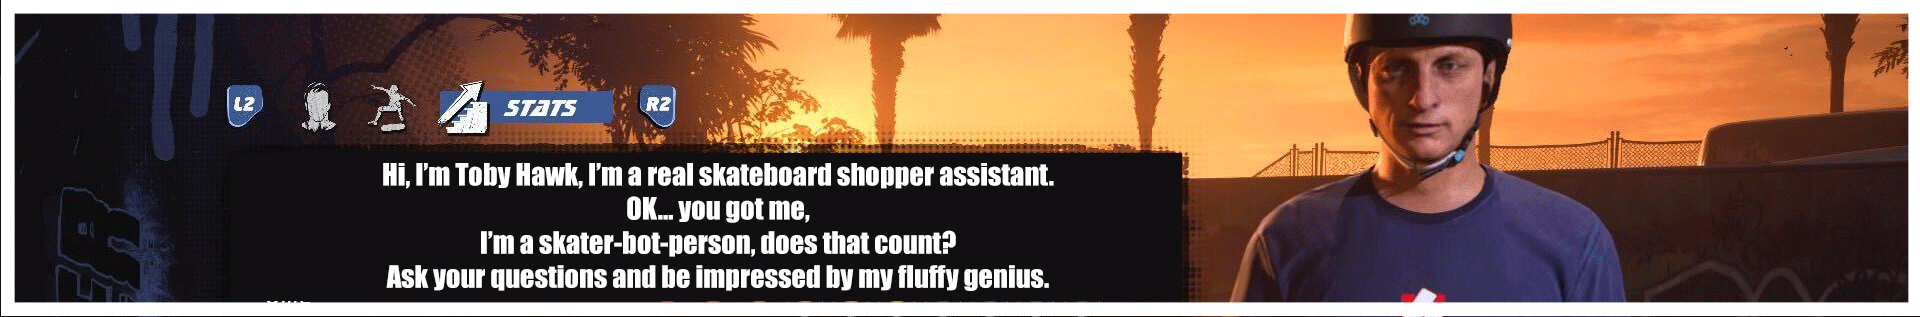 L2
STATS
R2
Hi, I’m Toby Hawk, I’m a real skateboard shopper assistant.
OK... you got me,
I’m a skater-bot-person, does that count?
Ask your questions and be impressed by my fluffy genius.